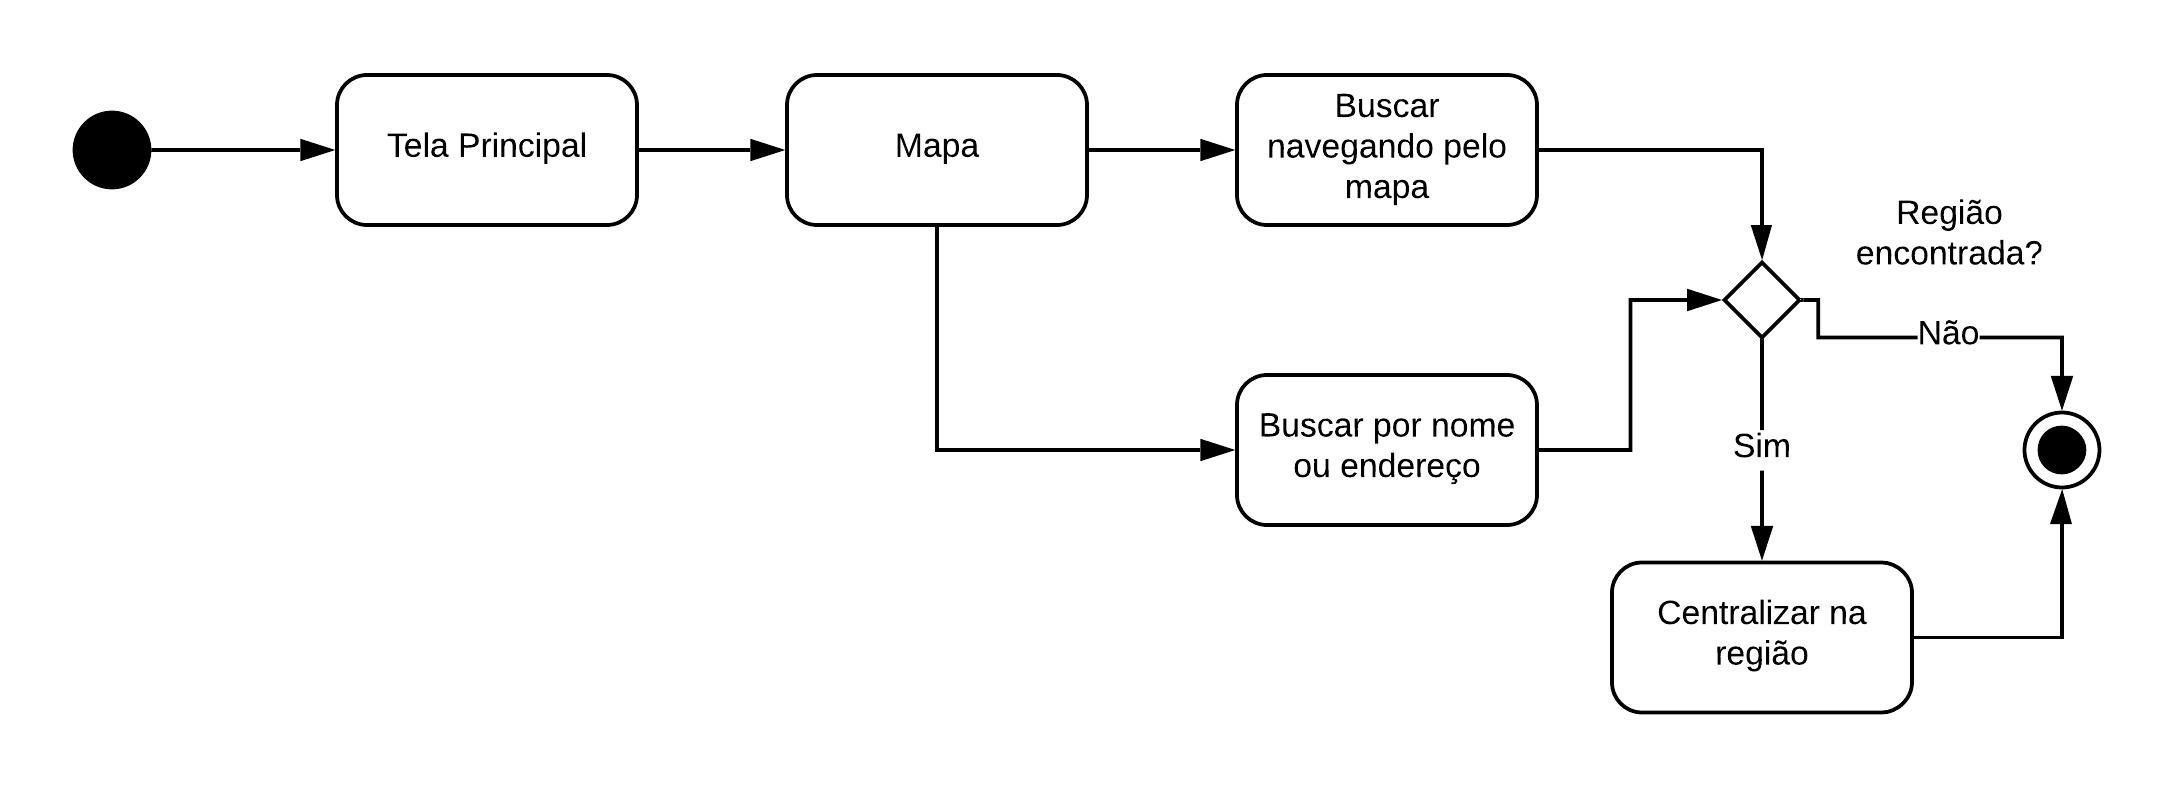 Tela Principal
Mapa
Buscar
navegando pelo
mapa
Região
encontrada?
Não
Buscar por nome
ou endereço
Sim
Centralizar na
região